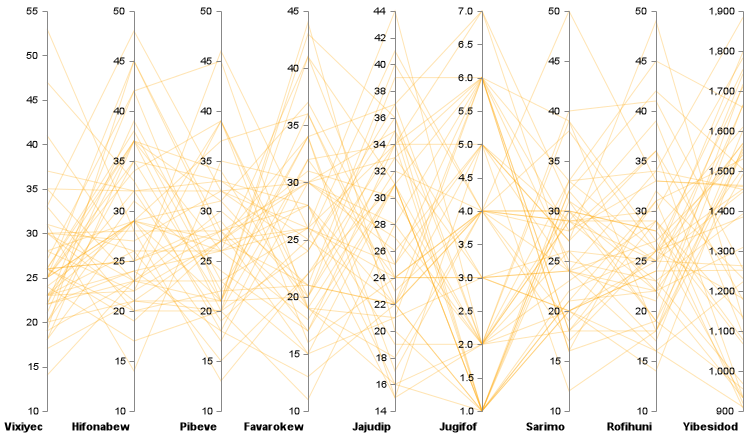 55 50 50 45 44 7.0 50 50 1,900
42 1,800
50 45 45 40 40 6.5 45 45
38 6.0 1,700
45 40 40 36 5.5 40 40 1,600
40 35 34 5.0 1,500
35 35 32 4.5 35 35
35 30 30 4.0 1,400
30 30 30 28 3.5 30 30 1,300
25 26 3.0
25 25 25 24 25 25 1,200
20 22 2.5
20 20 20 20 2.0 20 20 1,100
15 15 15 15 18 1.5 15 15 1,000
16
10 10 10 10 14 1.0 10 10 900
Vixiyec Hifonabew Pibeve Favarokew Jajudip Jugifof Sarimo Rofihuni Yibesidod